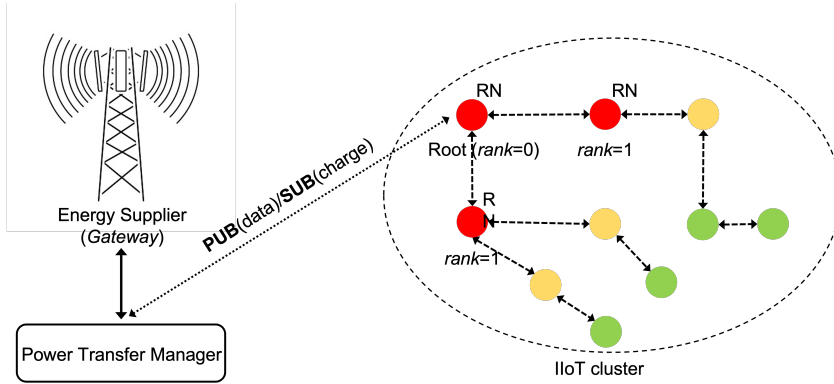 Energy Supplier
(Gateway)
Power Transfer Manager
PUB(data)/SUB(charge)
RN
RN
Root (rank=0)
rank=1
R
N
rank=1
IIoT cluster